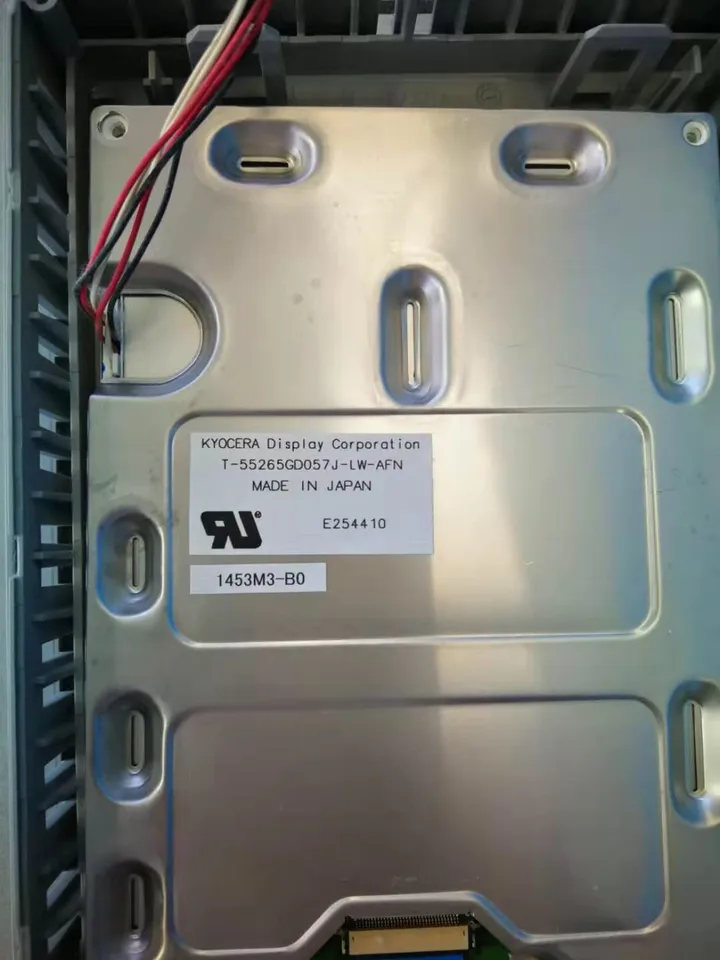 KYOCERA Display Corporation
T-55265GD057J-LW-AFN
MADE IN JAPAN
E254410
1453M3-B0